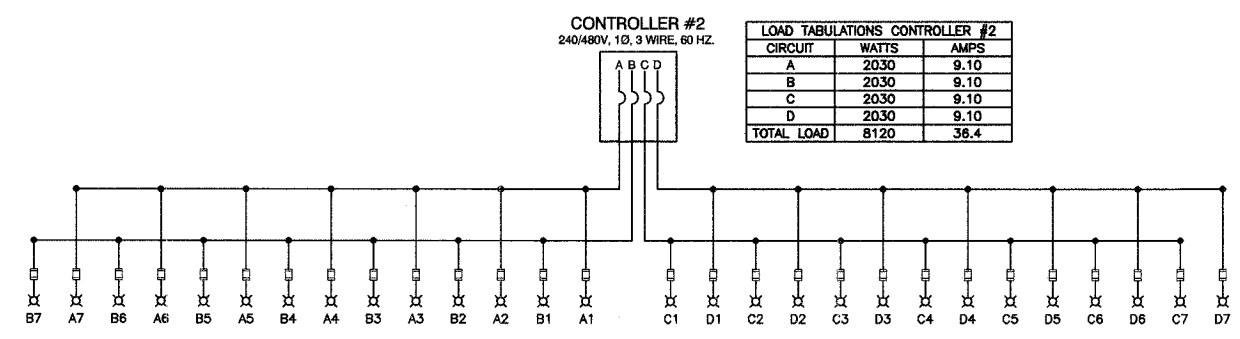 CONTROLLER #2
240/480V, 1Ø, 3 WIRE, 60 HZ.
A B C D
LOAD TABULATIONS CONTROLLER #2
CIRCUIT WATTS AMPS
A 2030 9.10
B 2030 9.10
C 2030 9.10
D 2030 9.10
TOTAL LOAD 8120 36.4
B7 A7 B6 A6 B5 A5 B4 A4 B3 A3 B2 A2 B1 A1 C1 D1 C2 D2 C3 D3 C4 D4 C5 D5 C6 D6 C7 D7